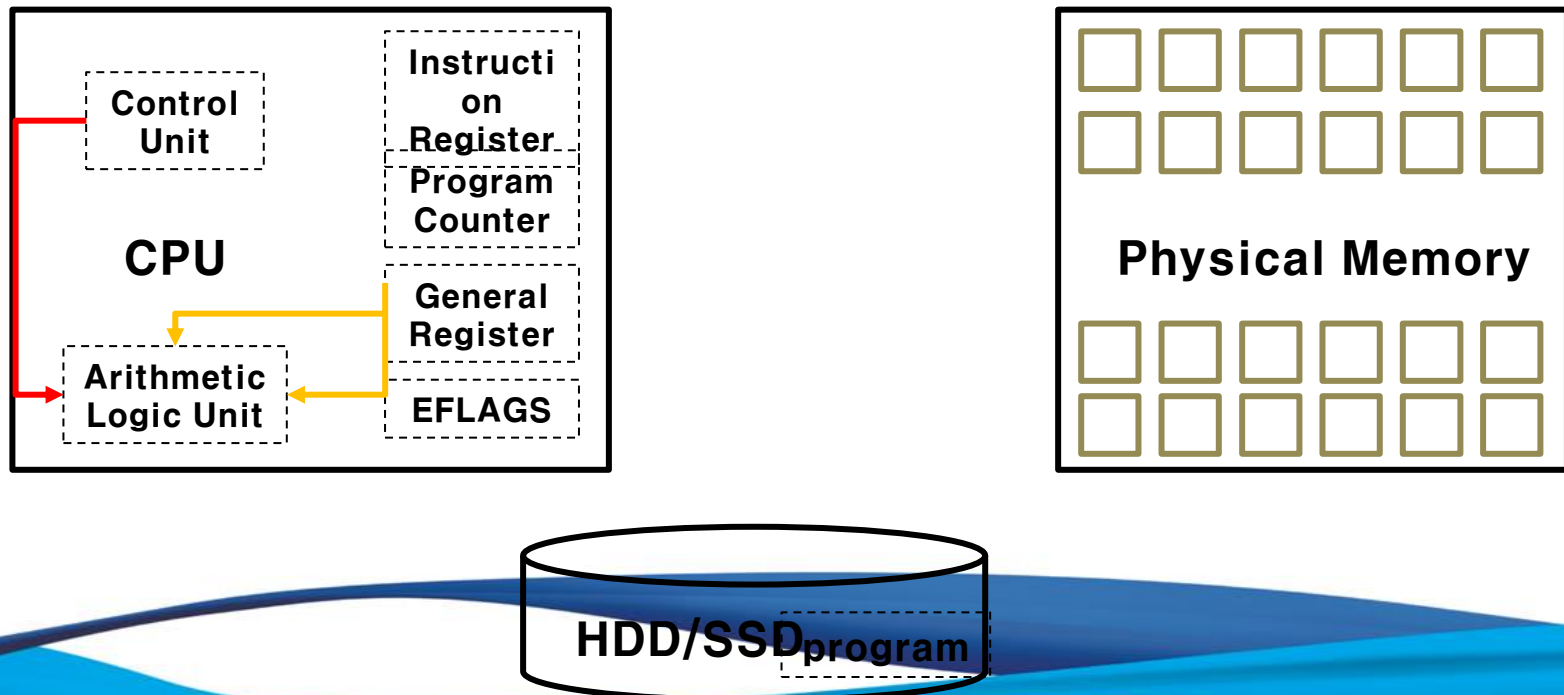 Control
Unit
Instructi
on
Register
Program
Counter
CPU
General
Register
Arithmetic
Logic Unit
EFLAGS
Physical Memory
HDD/SSD
program